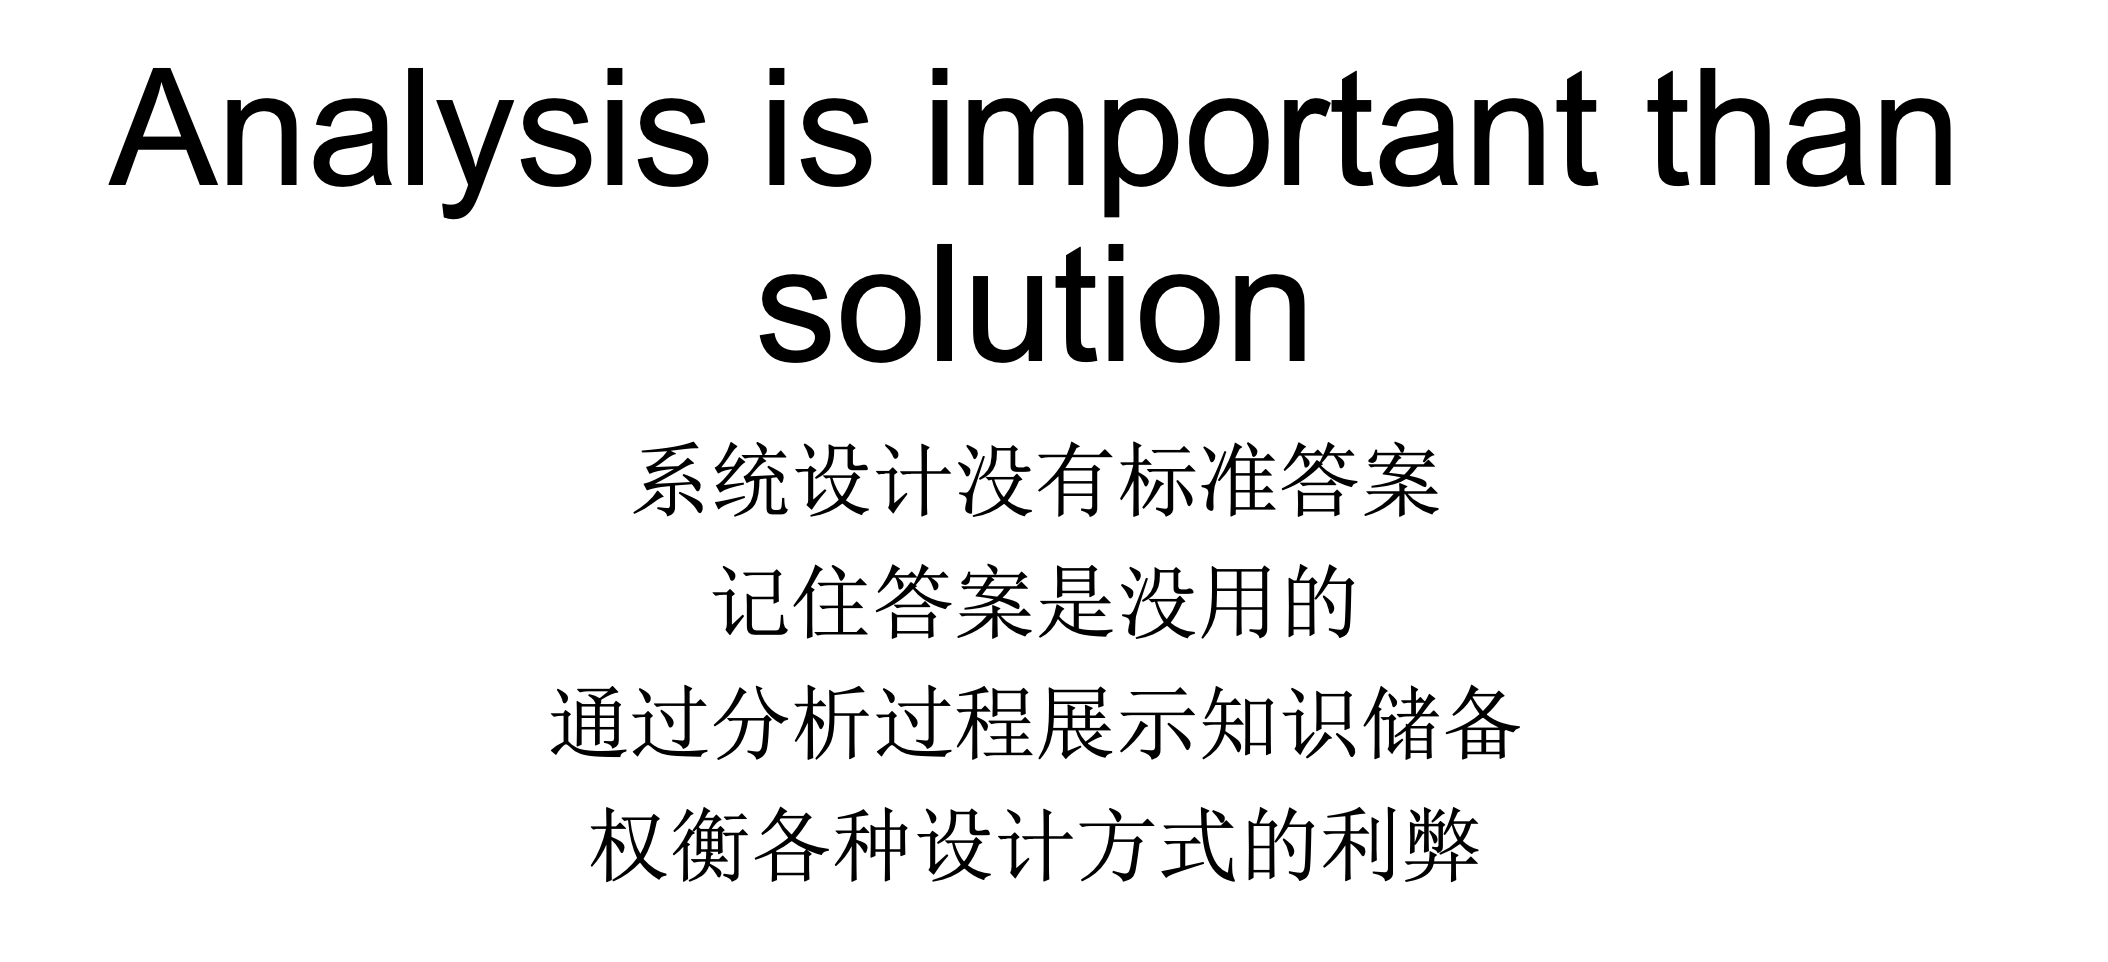 Analysis is important than
solution
系统设计没有标准答案
记住答案是没用的
通过分析过程展示知识储备
权衡各种设计方式的利弊